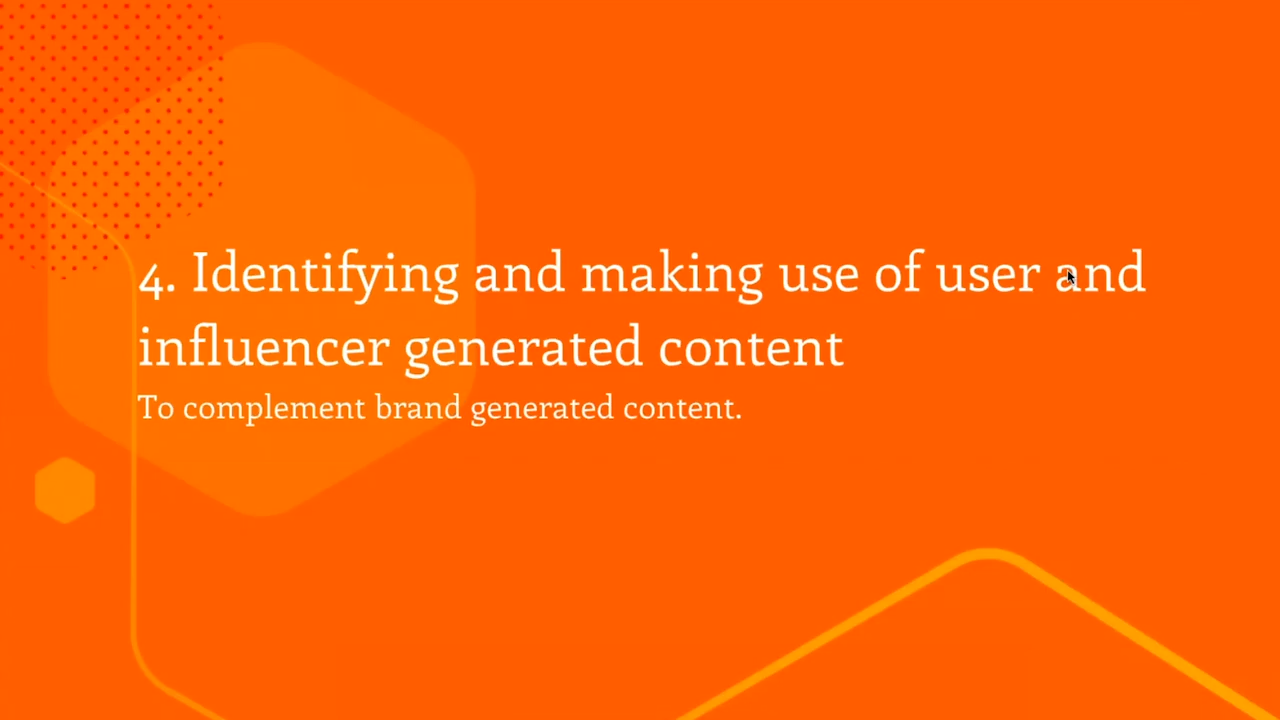 4. Identifying and making use of user and
influencer generated content
To complement brand generated content.